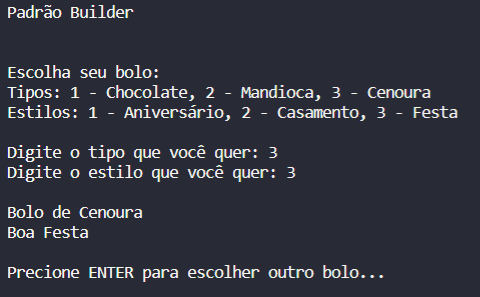 Padrão Builder
Escolha seu bolo:
Tipos: 1 - Chocolate, 2 - Mandioca, 3 - Cenoura
Estilos: 1 - Aniversário, 2 - Casamento, 3 - Festa
Digite o tipo que você quer: 3
Digite o estilo que você quer: 3
Bolo de Cenoura
Boa Festa
Precione ENTER para escolher outro bolo...